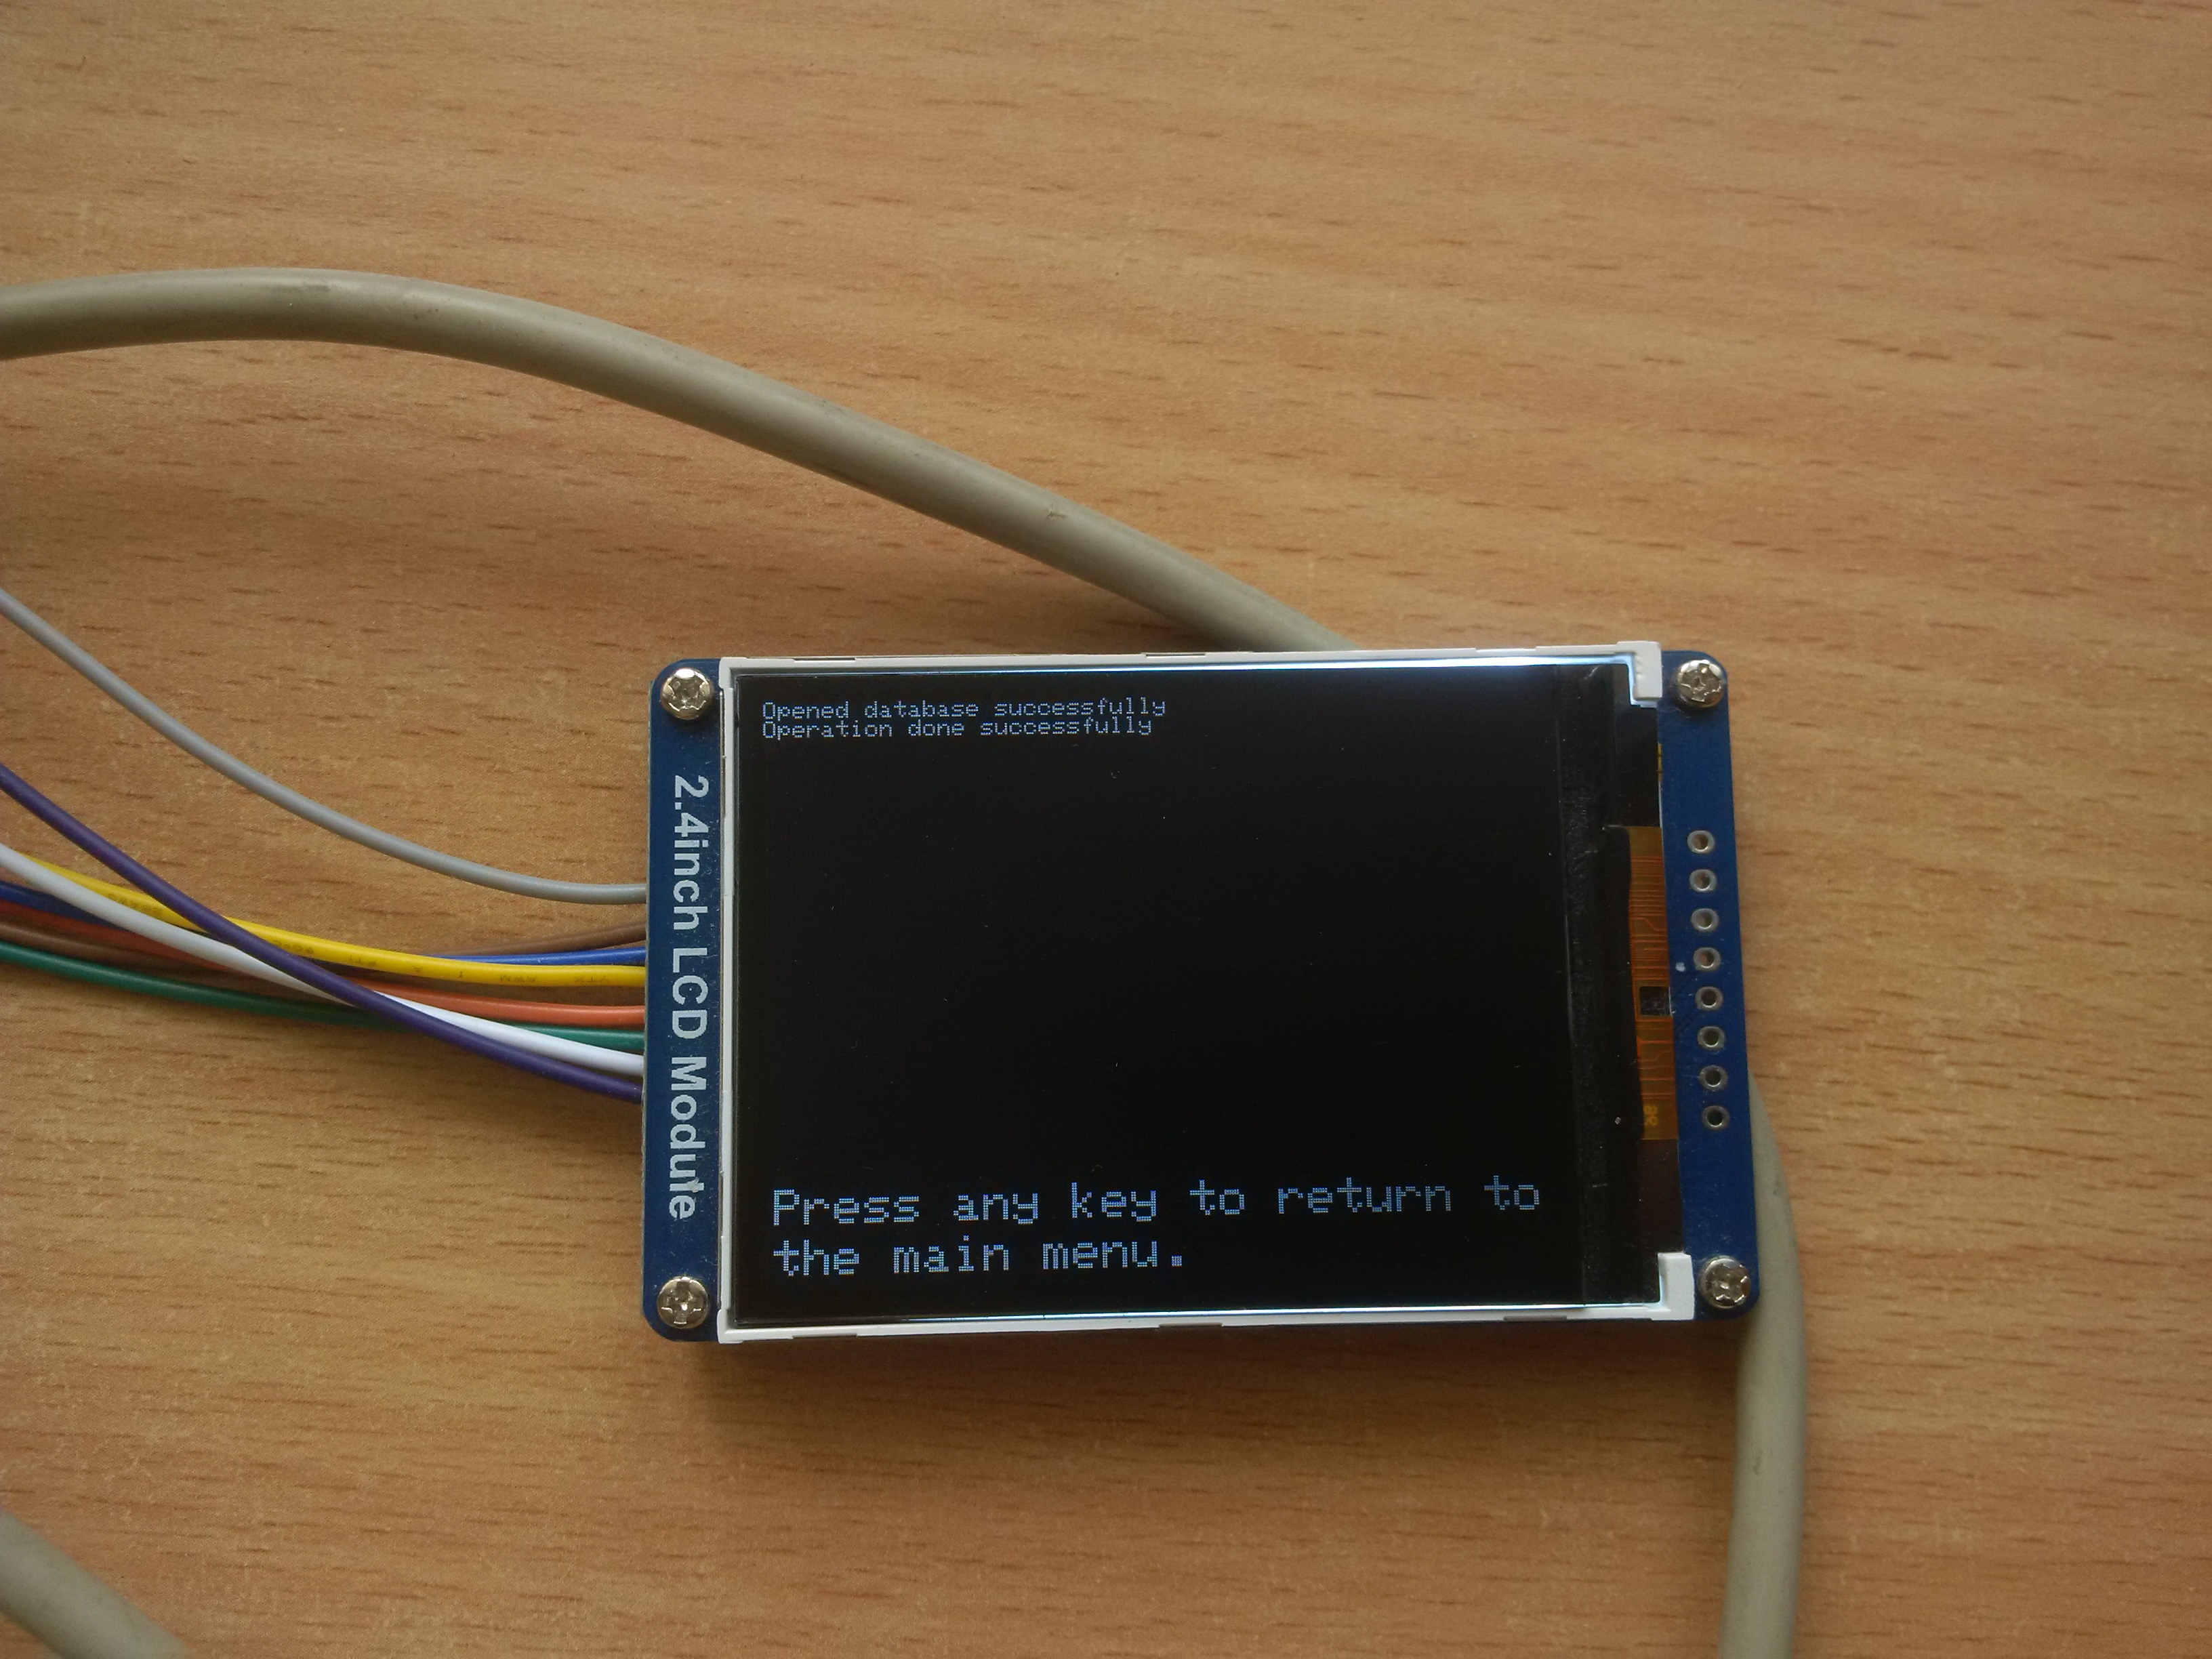 Opened database successfully
Operation done successfully
2.4inch LCD Module
Press any key to return to
the main menu.